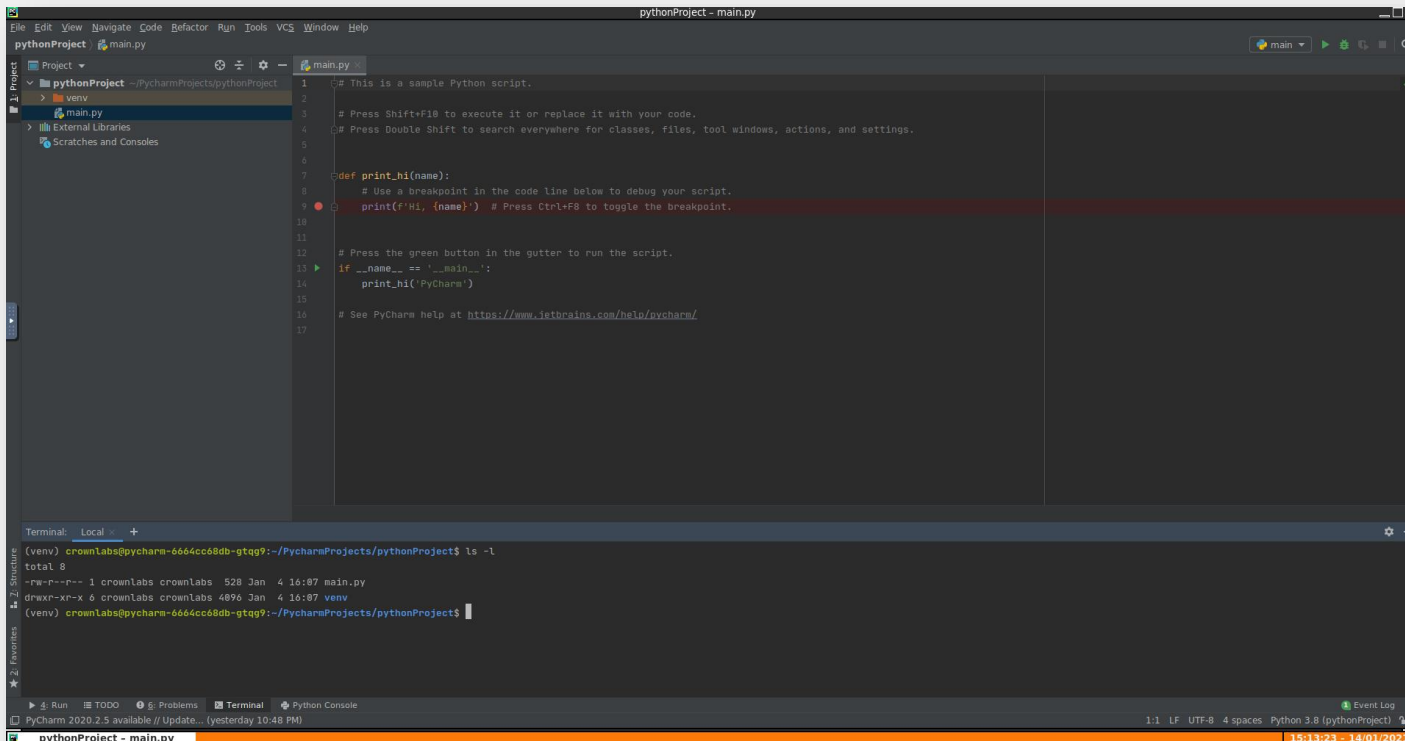 pythonProject – main.py
File Edit View Navigate Code Refactor Run Tools VCS Window Help
pythonProject main.py
main
1: Project
Project
main.py
pythonProject ~/PycharmProjects/pythonProject
venv
main.py
External Libraries
Scratches and Consoles
1 # This is a sample Python script.
2
3 # Press Shift+F10 to execute it or replace it with your code.
4 # Press Double Shift to search everywhere for classes, files, tool windows, actions, and settings.
5
6
7 def print_hi(name):
8 # Use a breakpoint in the code line below to debug your script.
9 print(f'Hi, {name}') # Press Ctrl+F8 to toggle the breakpoint.
10
11
12 # Press the green button in the gutter to run the script.
13 if __name__ == '__main__':
14 print_hi('PyCharm')
15
16 # See PyCharm help at https://www.jetbrains.com/help/pycharm/
17
Terminal: Local +
(venv) crownlabs@pycharm-6664cc68db-gtqg9:~/PycharmProjects/pythonProject$ ls -l
total 8
-rw-r--r-- 1 crownlabs crownlabs 528 Jan 4 16:07 main.py
drwxr-xr-x 6 crownlabs crownlabs 4096 Jan 4 16:07 venv
(venv) crownlabs@pycharm-6664cc68db-gtqg9:~/PycharmProjects/pythonProject$
7: Structure
2: Favorites
4: Run TODO 6: Problems Terminal Python Console
1 Event Log
PyCharm 2020.2.5 available // Update... (yesterday 10:48 PM)
1:1 LF UTF-8 4 spaces Python 3.8 (pythonProject)
pythonProject – main.py
15:13:23 - 14/01/202